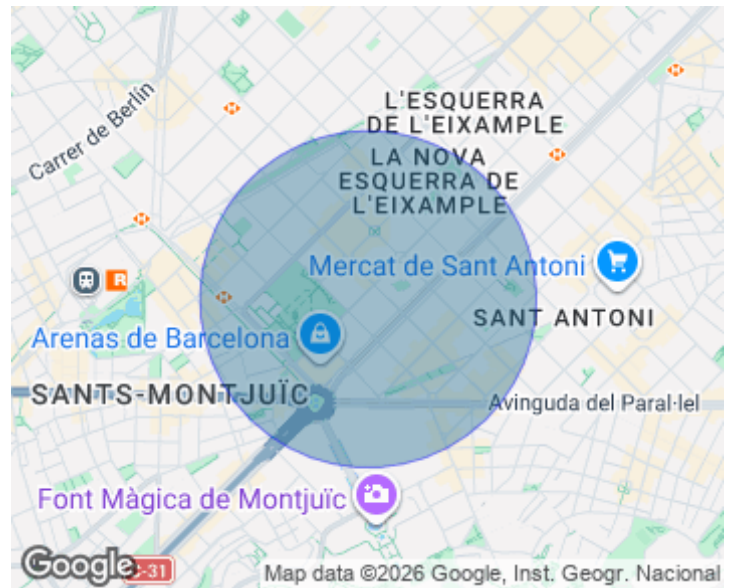 L'ESQUERRA
DE L'EIXAMPLE
Carrer de Berlín
LA NOVA
ESQUERRA DE
L'EIXAMPLE
Mercat de Sant Antoni
R
SANT ANTONI
Arenas de Barcelona
SANTS-MONTJUÏC
Avinguda del Paral·lel
Font Màgica de Montjuïc
Google
C-31
Map data ©2026 Google, Inst. Geogr. Nacional